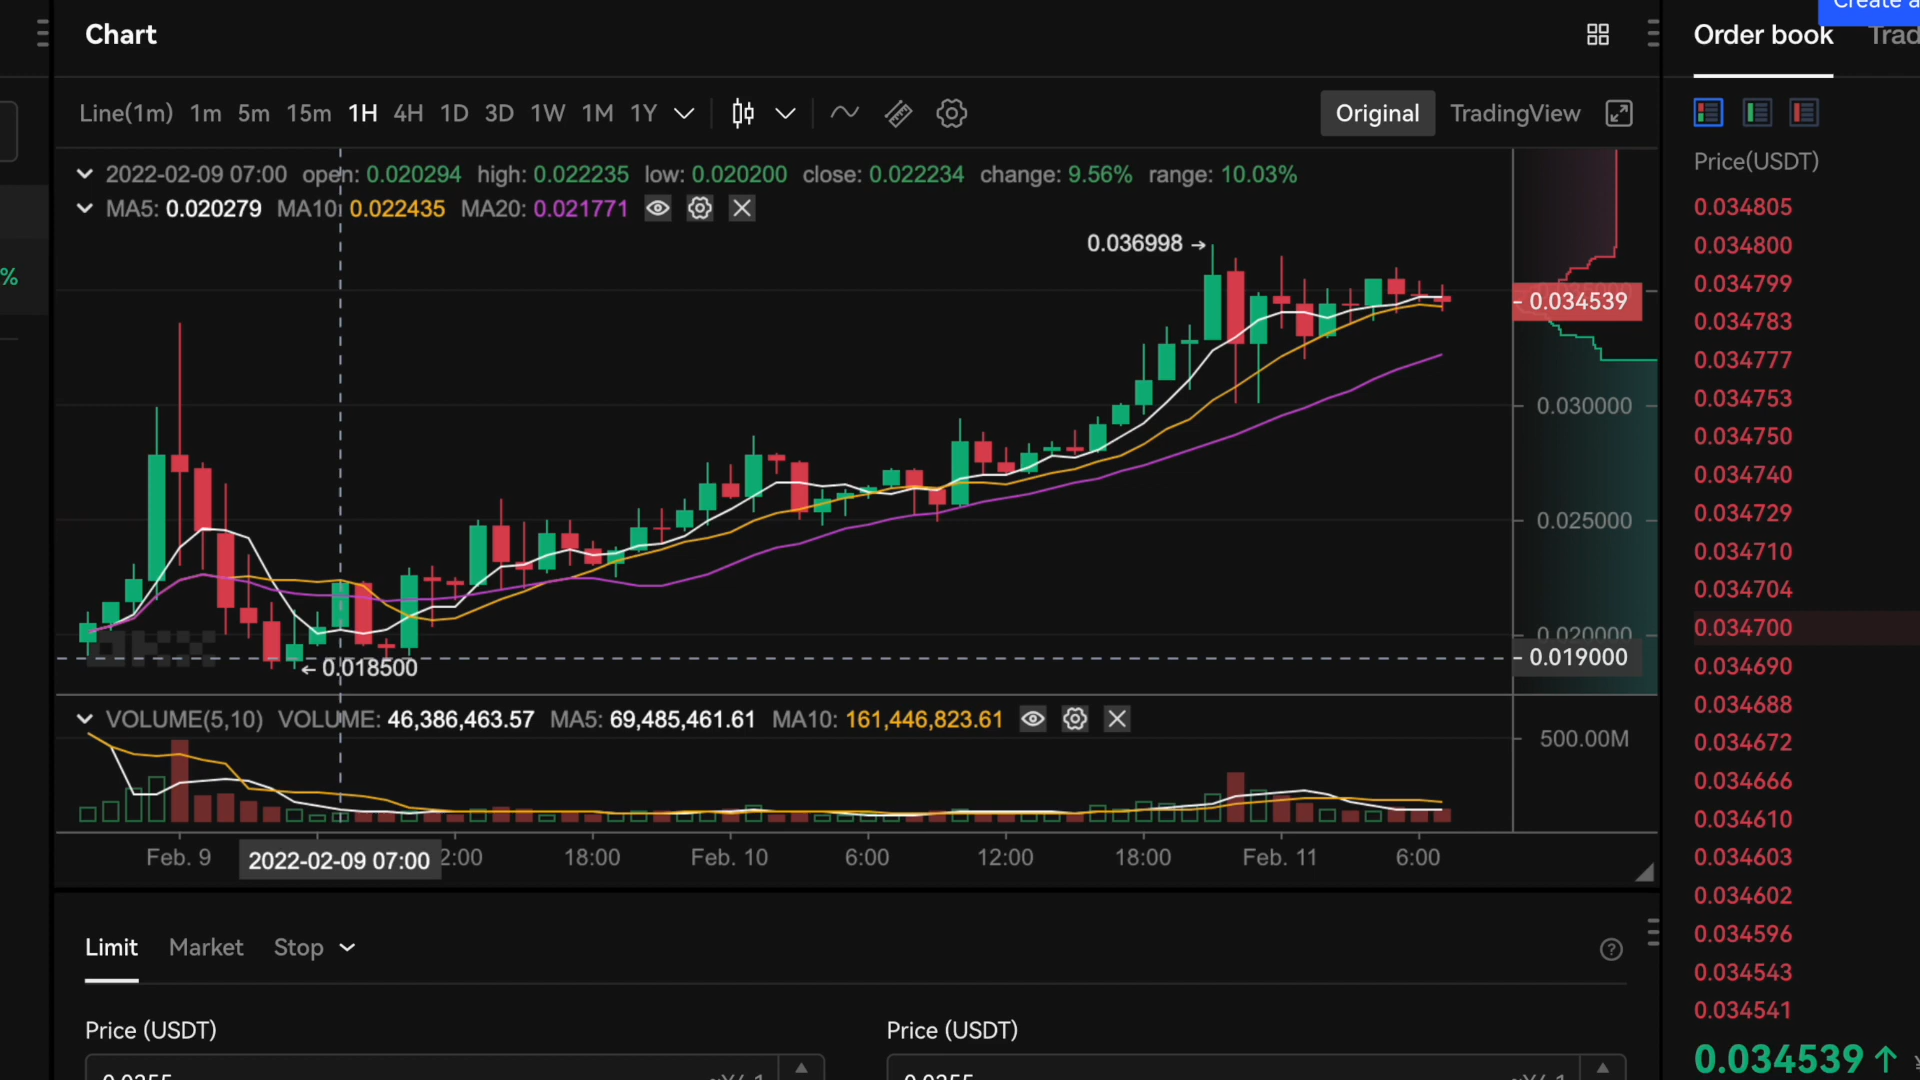 Create a
Chart
Order book Trad
Line(1m) 1m 5m 15m 1H 4H 1D 3D 1W 1M 1Y
Original TradingView
2022-02-09 07:00 open: 0.020294 high: 0.022235 low: 0.020200 close: 0.022234 change: 9.56% range: 10.03%
MA5: 0.020279 MA10: 0.022435 MA20: 0.021771
0.036998
%
0.034539
0.030000
0.025000
0.020000
0.019000
OKX
0.018500
VOLUME(5,10) VOLUME: 46,386,463.57 MA5: 69,485,461.61 MA10: 161,446,823.61
500.00M
Feb. 9 2022-02-09 07:00 2:00 18:00 Feb. 10 6:00 12:00 18:00 Feb. 11 6:00
Price(USDT)
0.034805
0.034800
0.034799
0.034783
0.034777
0.034753
0.034750
0.034740
0.034729
0.034710
0.034704
0.034700
0.034690
0.034688
0.034672
0.034666
0.034610
0.034603
0.034602
0.034596
0.034543
0.034541
0.034539
Limit Market Stop
Price (USDT) Price (USDT)
0.0355 0.0355